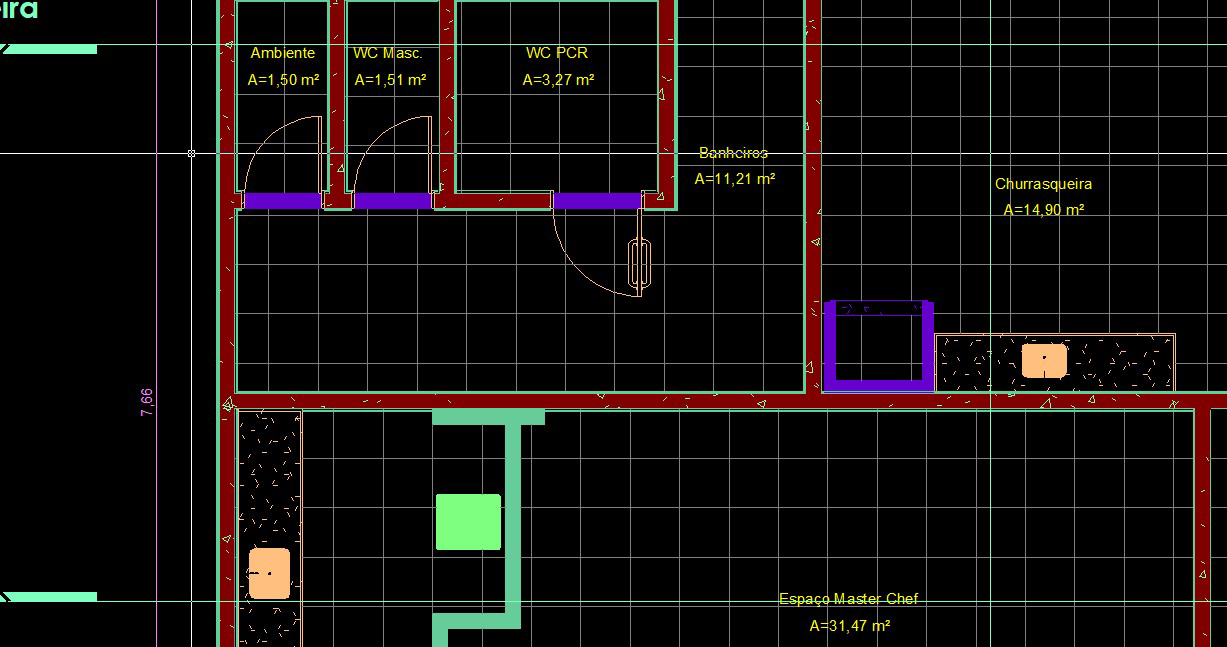 eira
Ambiente
A=1,50 m²
WC Masc.
A=1,51 m²
WC PCR
A=3,27 m²
Banheiros
A=11,21 m²
Churrasqueira
A=14,90 m²
7,66
Espaço Master Chef
A=31,47 m²